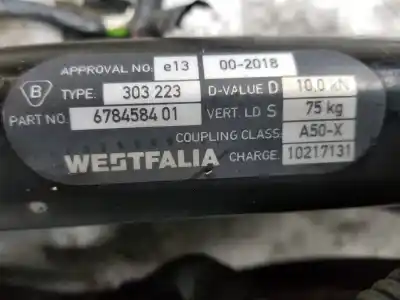 APPROVAL NO. e13 00-2018
B TYPE. 303 223 D-VALUE D 10.0 kN
PART NO. 6784584 01 VERT. LD S 75 kg
COUPLING CLASS: A50-X
WESTFALIA CHARGE. 10217131